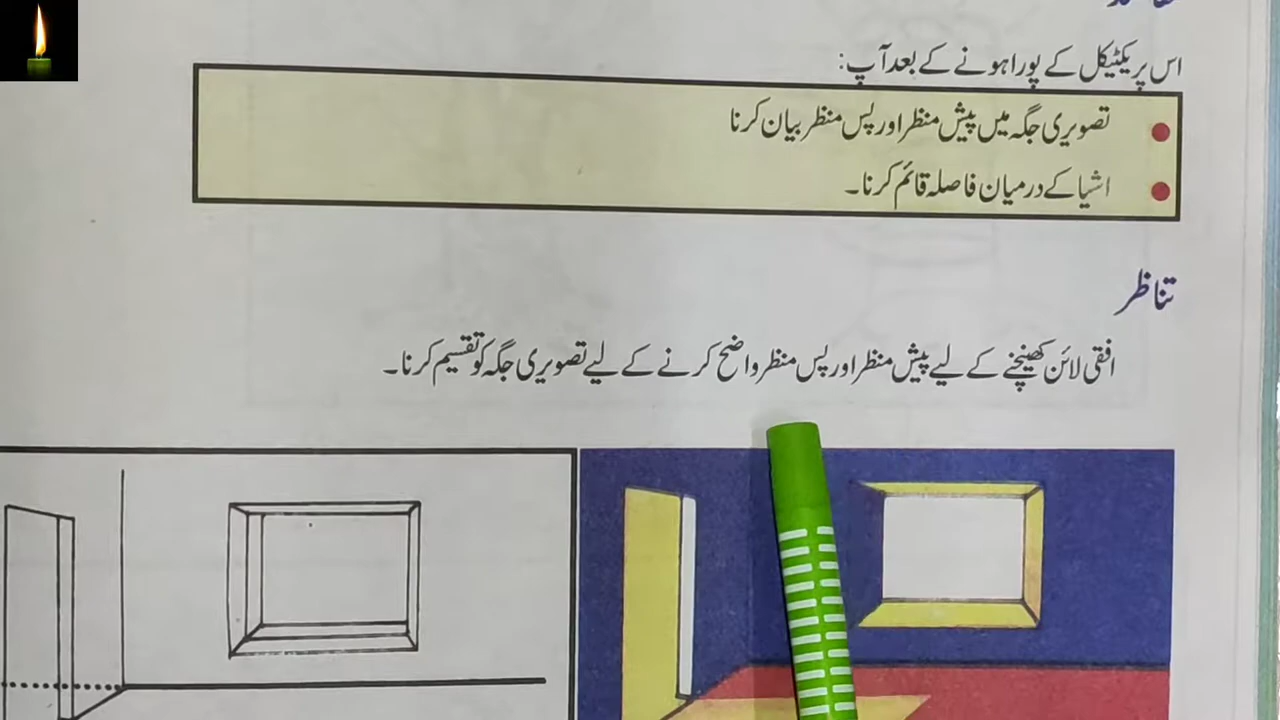 اس پریکٹیکل کے پورا ہونے کے بعد آپ:
تصویری جگہ میں پیش منظر اور پس منظر بیان کرنا
اشیا کے درمیان فاصلہ قائم کرنا۔
تناظر
افقی لائن کھینچنے کے لیے پیش منظر اور پس منظر واضح کرنے کے لیے تصویری جگہ کو تقسیم کرنا۔